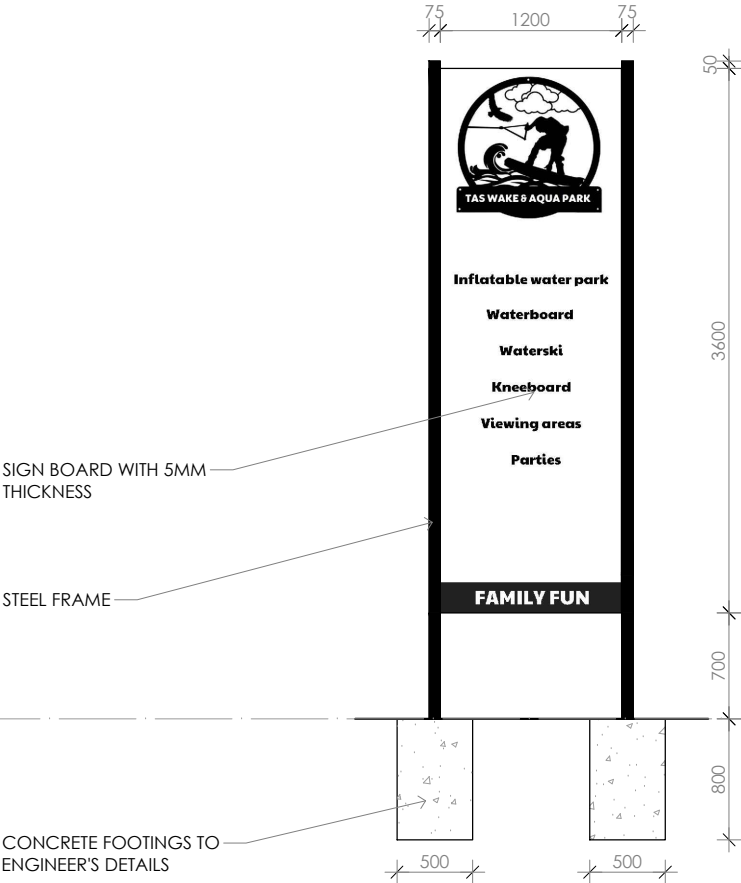 75
1200
75
50
TAS WAKE & AQUA PARK
Inflatable water park
Waterboard
3600
Waterski
Kneeboard
Viewing areas
Parties
SIGN BOARD WITH 5MM
THICKNESS
STEEL FRAME
FAMILY FUN
700
800
CONCRETE FOOTINGS TO
ENGINEER'S DETAILS
500
500